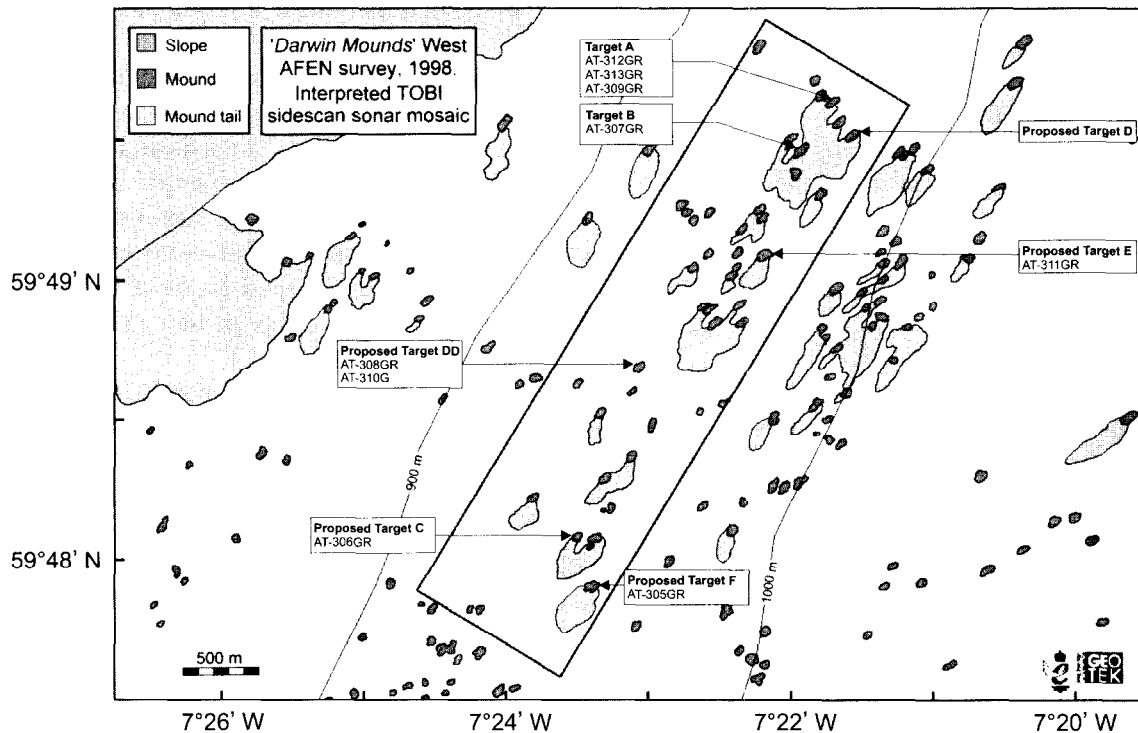 Slope
Mound
Mound tail
'Darwin Mounds' West
AFEN survey, 1998.
Interpreted TOBI
sidescan sonar mosaic
Target A
AT-312GR
AT-313GR
AT-309GR
Target B
AT-307GR
Proposed Target D
Proposed Target E
AT-311GR
Proposed Target DD
AT-308GR
AT-310G
Proposed Target C
AT-306GR
Proposed Target F
AT-305GR
59°49' N
59°48' N
900 m
1000 m
500 m
GEO
TEK
7°26' W
7°24' W
7°22' W
7°20' W